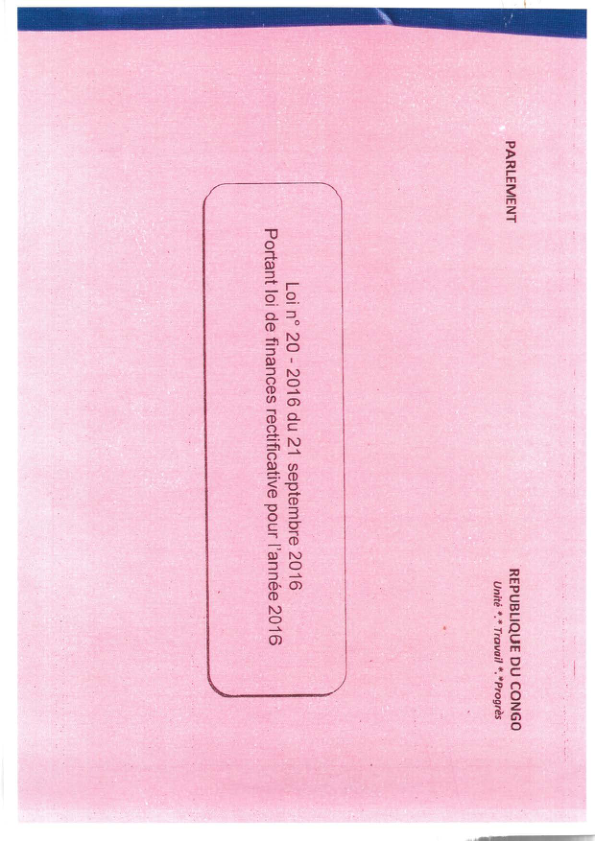 PARLEMENT
REPUBLIQUE DU CONGO
Unité *.* Travail *.*Progrès
Loi n° 20 - 2016 du 21 septembre 2016
Portant loi de finances rectificative pour l'année 2016